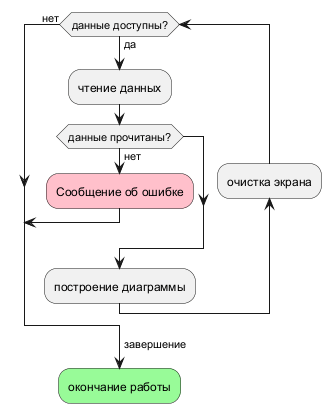 нет
данные доступны?
да
чтение данных
данные прочитаны?
нет
Сообщение об ошибке
очистка экрана
построение диаграммы
завершение
окончание работы